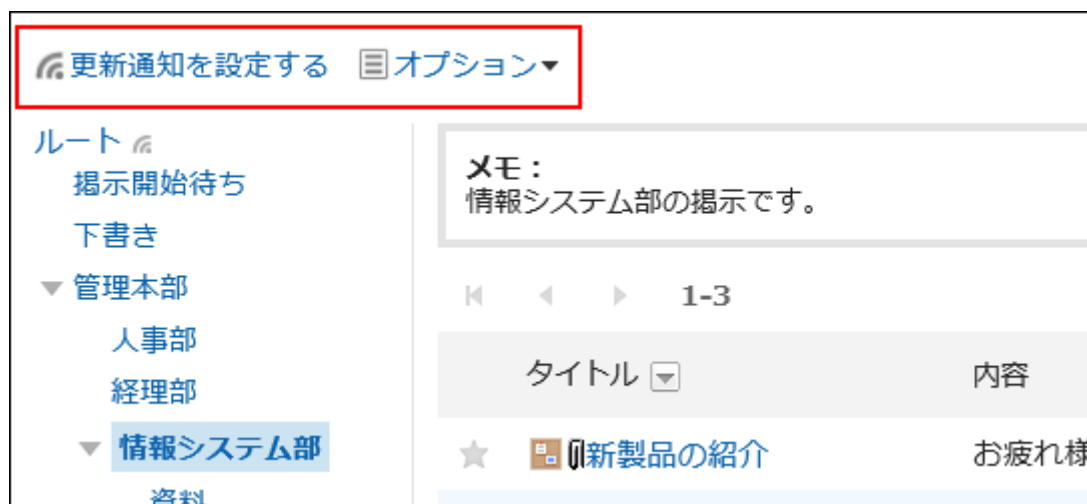 更新通知を設定する オプション
ルート
掲示開始待ち
下書き
管理本部
人事部
経理部
情報システム部
資料
メモ：
情報システム部の掲示です。
1-3
タイトル 内容
新製品の紹介 お疲れ様